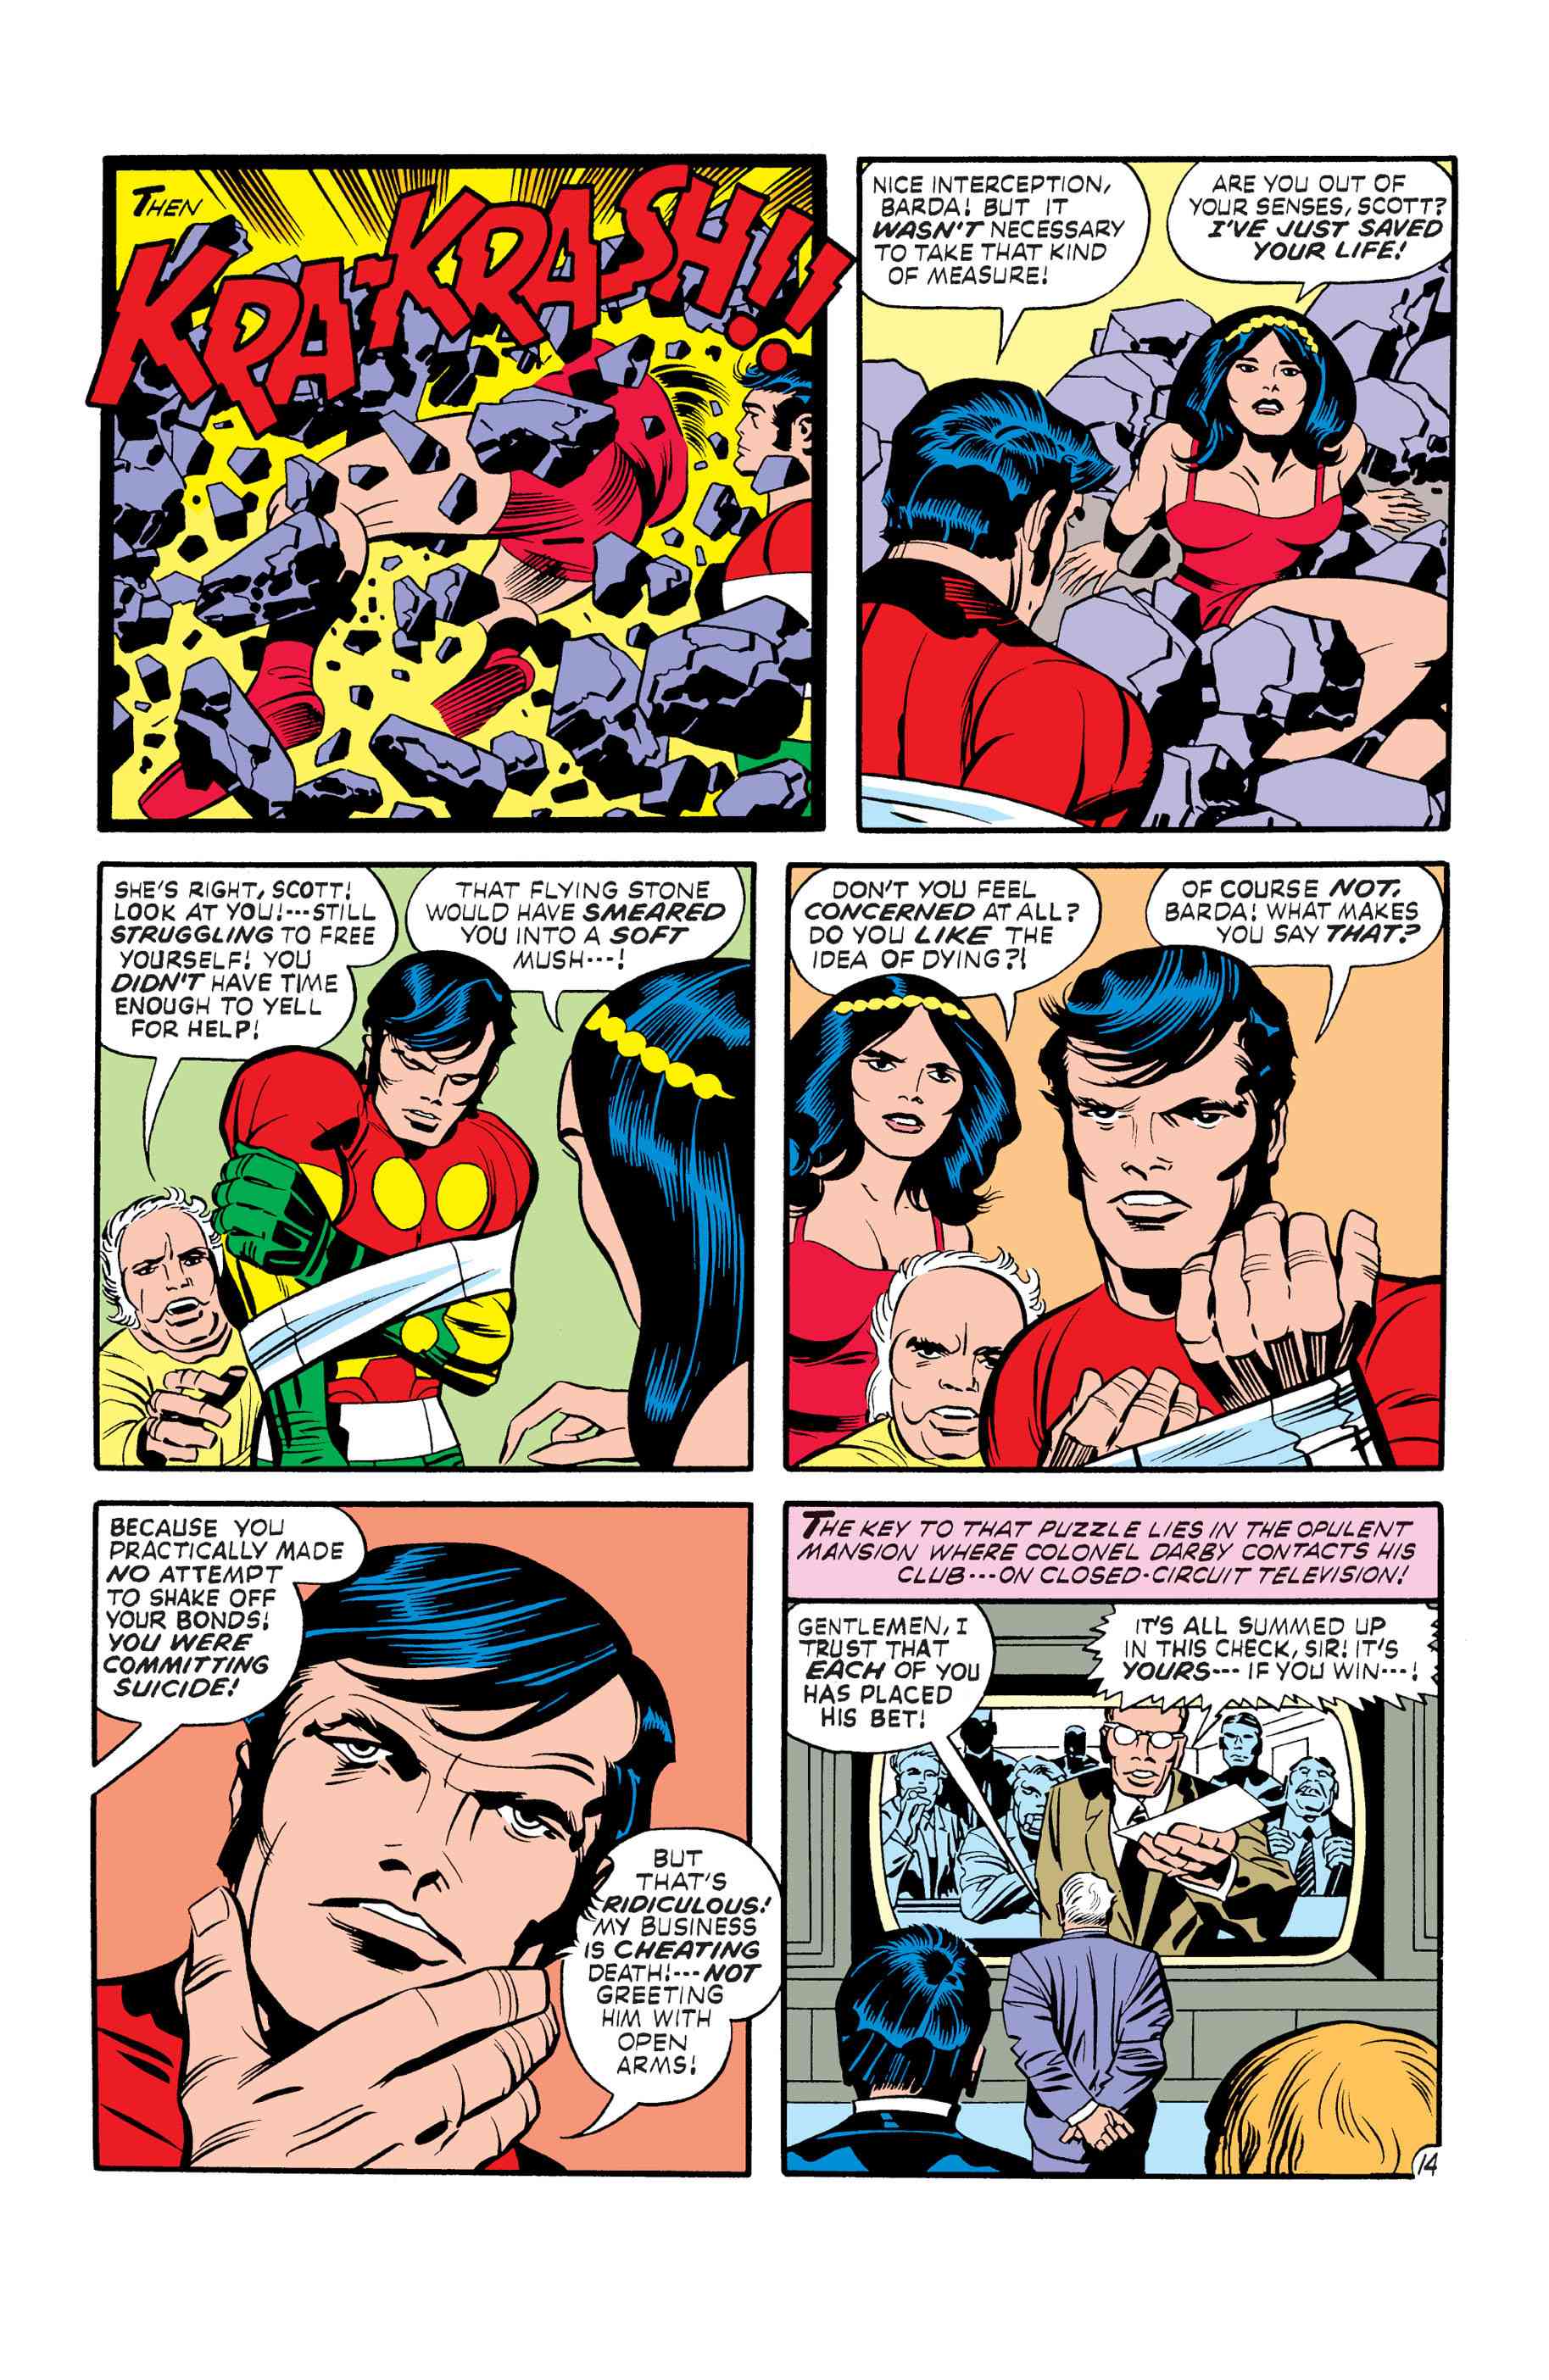 THEN
KRA-KRASH!!
NICE INTERCEPTION,
BARDA! BUT IT
WASN'T NECESSARY
TO TAKE THAT KIND
OF MEASURE!
ARE YOU OUT OF
YOUR SENSES, SCOTT?
I'VE JUST SAVED
YOUR LIFE!
SHE'S RIGHT, SCOTT!
LOOK AT YOU!---STILL
STRUGGLING TO FREE
YOURSELF! YOU
DIDN'T HAVE TIME
ENOUGH TO YELL
FOR HELP!
THAT FLYING STONE
WOULD HAVE SMEARED
YOU INTO A SOFT
MUSH---!
DON'T YOU FEEL
CONCERNED AT ALL?
DO YOU LIKE THE
IDEA OF DYING?!
OF COURSE NOT,
BARDA! WHAT MAKES
YOU SAY THAT?
BECAUSE YOU
PRACTICALLY MADE
NO ATTEMPT
TO SHAKE OFF
YOUR BONDS!
YOU WERE
COMMITTING
SUICIDE!
BUT
THAT'S
RIDICULOUS!
MY BUSINESS
IS CHEATING
DEATH!---NOT
GREETING
HIM WITH
OPEN
ARMS!
THE KEY TO THAT PUZZLE LIES IN THE OPULENT
MANSION WHERE COLONEL DARBY CONTACTS HIS
CLUB---ON CLOSED-CIRCUIT TELEVISION!
GENTLEMEN, I
TRUST THAT
EACH OF YOU
HAS PLACED
HIS BET!
IT'S ALL SUMMED UP
IN THIS CHECK, SIR! IT'S
YOURS--- IF YOU WIN---!
14